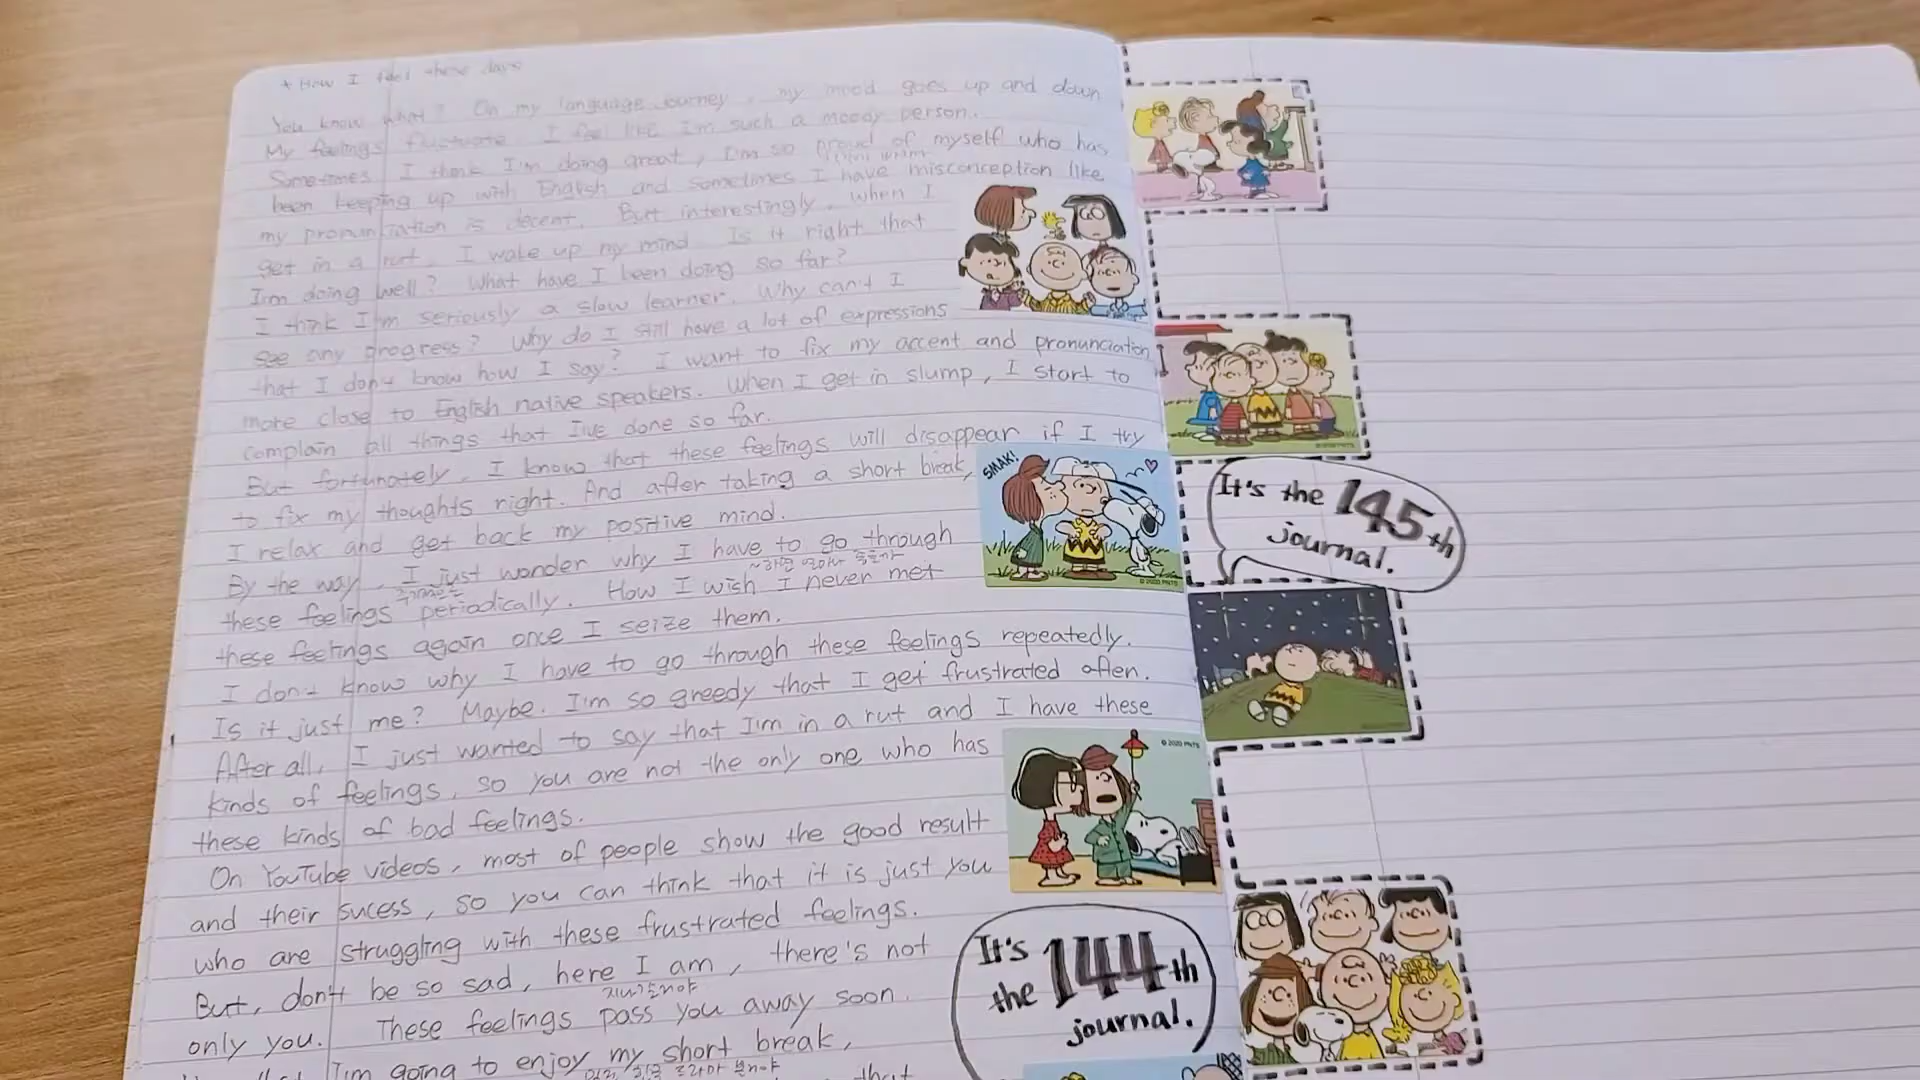 * How I feel these days
You know what? On my language journey, my mood goes up and down
My feelings fluctuate. I feel like I'm such a moody person.
Sometimes I think I'm doing great, I'm so proud of myself who has
been keeping up with English and sometimes I have misconception like
my pronunciation is decent. But interestingly, when I
get in a rut, I wake up my mind. Is it right that
I'm doing well? What have I been doing so far?
I think I'm seriously a slow learner. Why can't I
see any progress? Why do I still have a lot of expressions
that I don't know how I say? I want to fix my accent and pronunciation
more close to English native speakers. When I get in slump, I start to
complain all things that I've done so far.
But fortunately, I know that these feelings will disappear if I try
to fix my thoughts right. And after taking a short break,
I relax and get back my positive mind.
By the way, I just wonder why I have to go through
these feelings periodically. How I wish I never met
these feelings again once I seize them.
I don't know why I have to go through these feelings repeatedly.
Is it just me? Maybe. I'm so greedy that I get frustrated often.
After all, I just wanted to say that I'm in a rut and I have these
kinds of feelings, so you are not the only one who has
these kinds of bad feelings.
On YouTube videos, most of people show the good result
and their sucess, so you can think that it is just you
who are struggling with these frustrated feelings.
But, don't be so sad, here I am, there's not
only you. These feelings pass you away soon.
I'm going to enjoy my short break,
that
SMAK!
© 2020 PNTS
© 2020 PNTS
It's
the 144th
journal.
It's the 145th
journal.